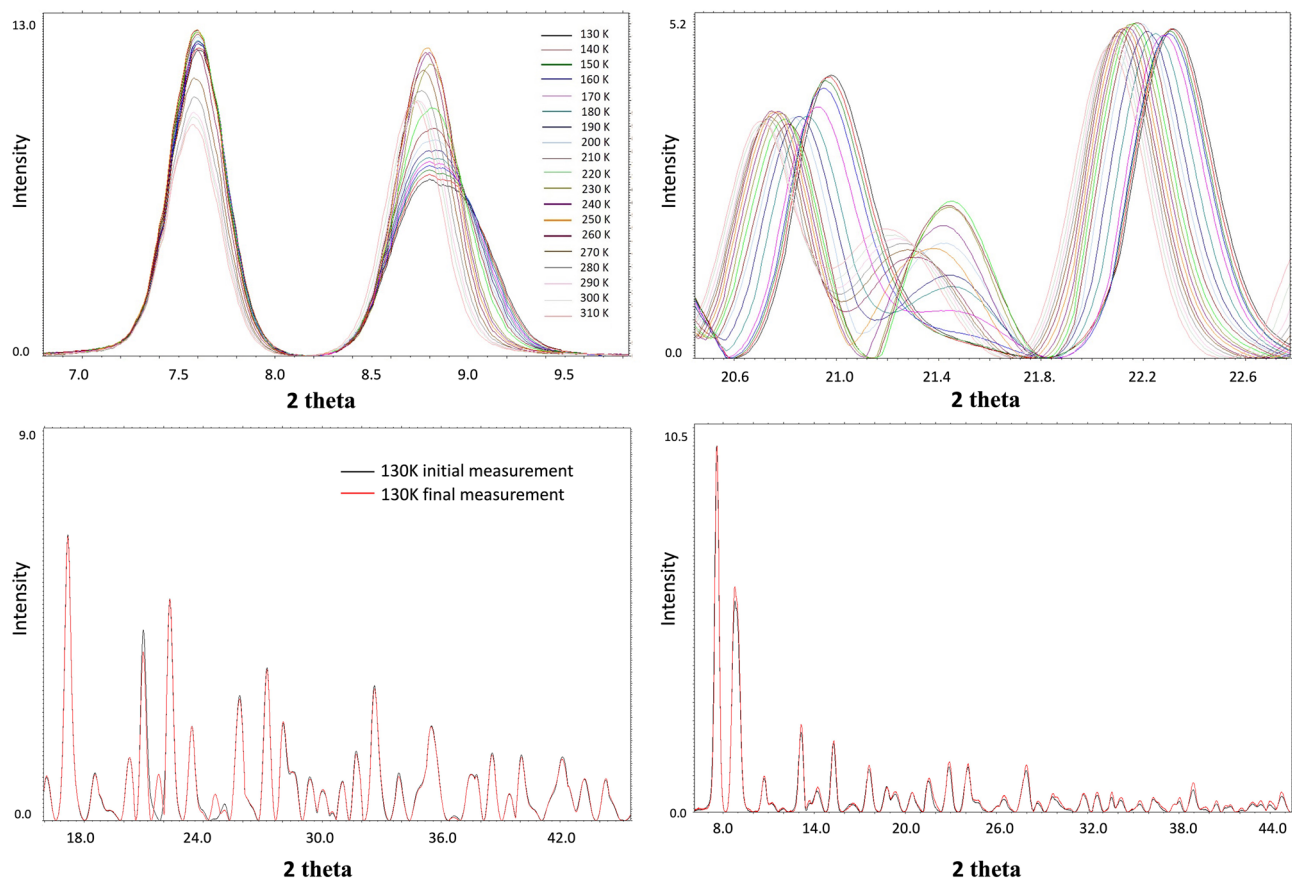 13.0
Intensity
0.0
7.0 7.5 8.0 8.5 9.0 9.5
2 theta
130 K
140 K
150 K
160 K
170 K
180 K
190 K
200 K
210 K
220 K
230 K
240 K
250 K
260 K
270 K
280 K
290 K
300 K
310 K
5.2
Intensity
0.0
20.6 21.0 21.4 21.8. 22.2 22.6
2 theta
9.0
Intensity
0.0
18.0 24.0 30.0 36.0 42.0
2 theta
130K initial measurement
130K final measurement
10.5
Intensity
0.0
8.0 14.0 20.0 26.0 32.0 38.0 44.0
2 theta